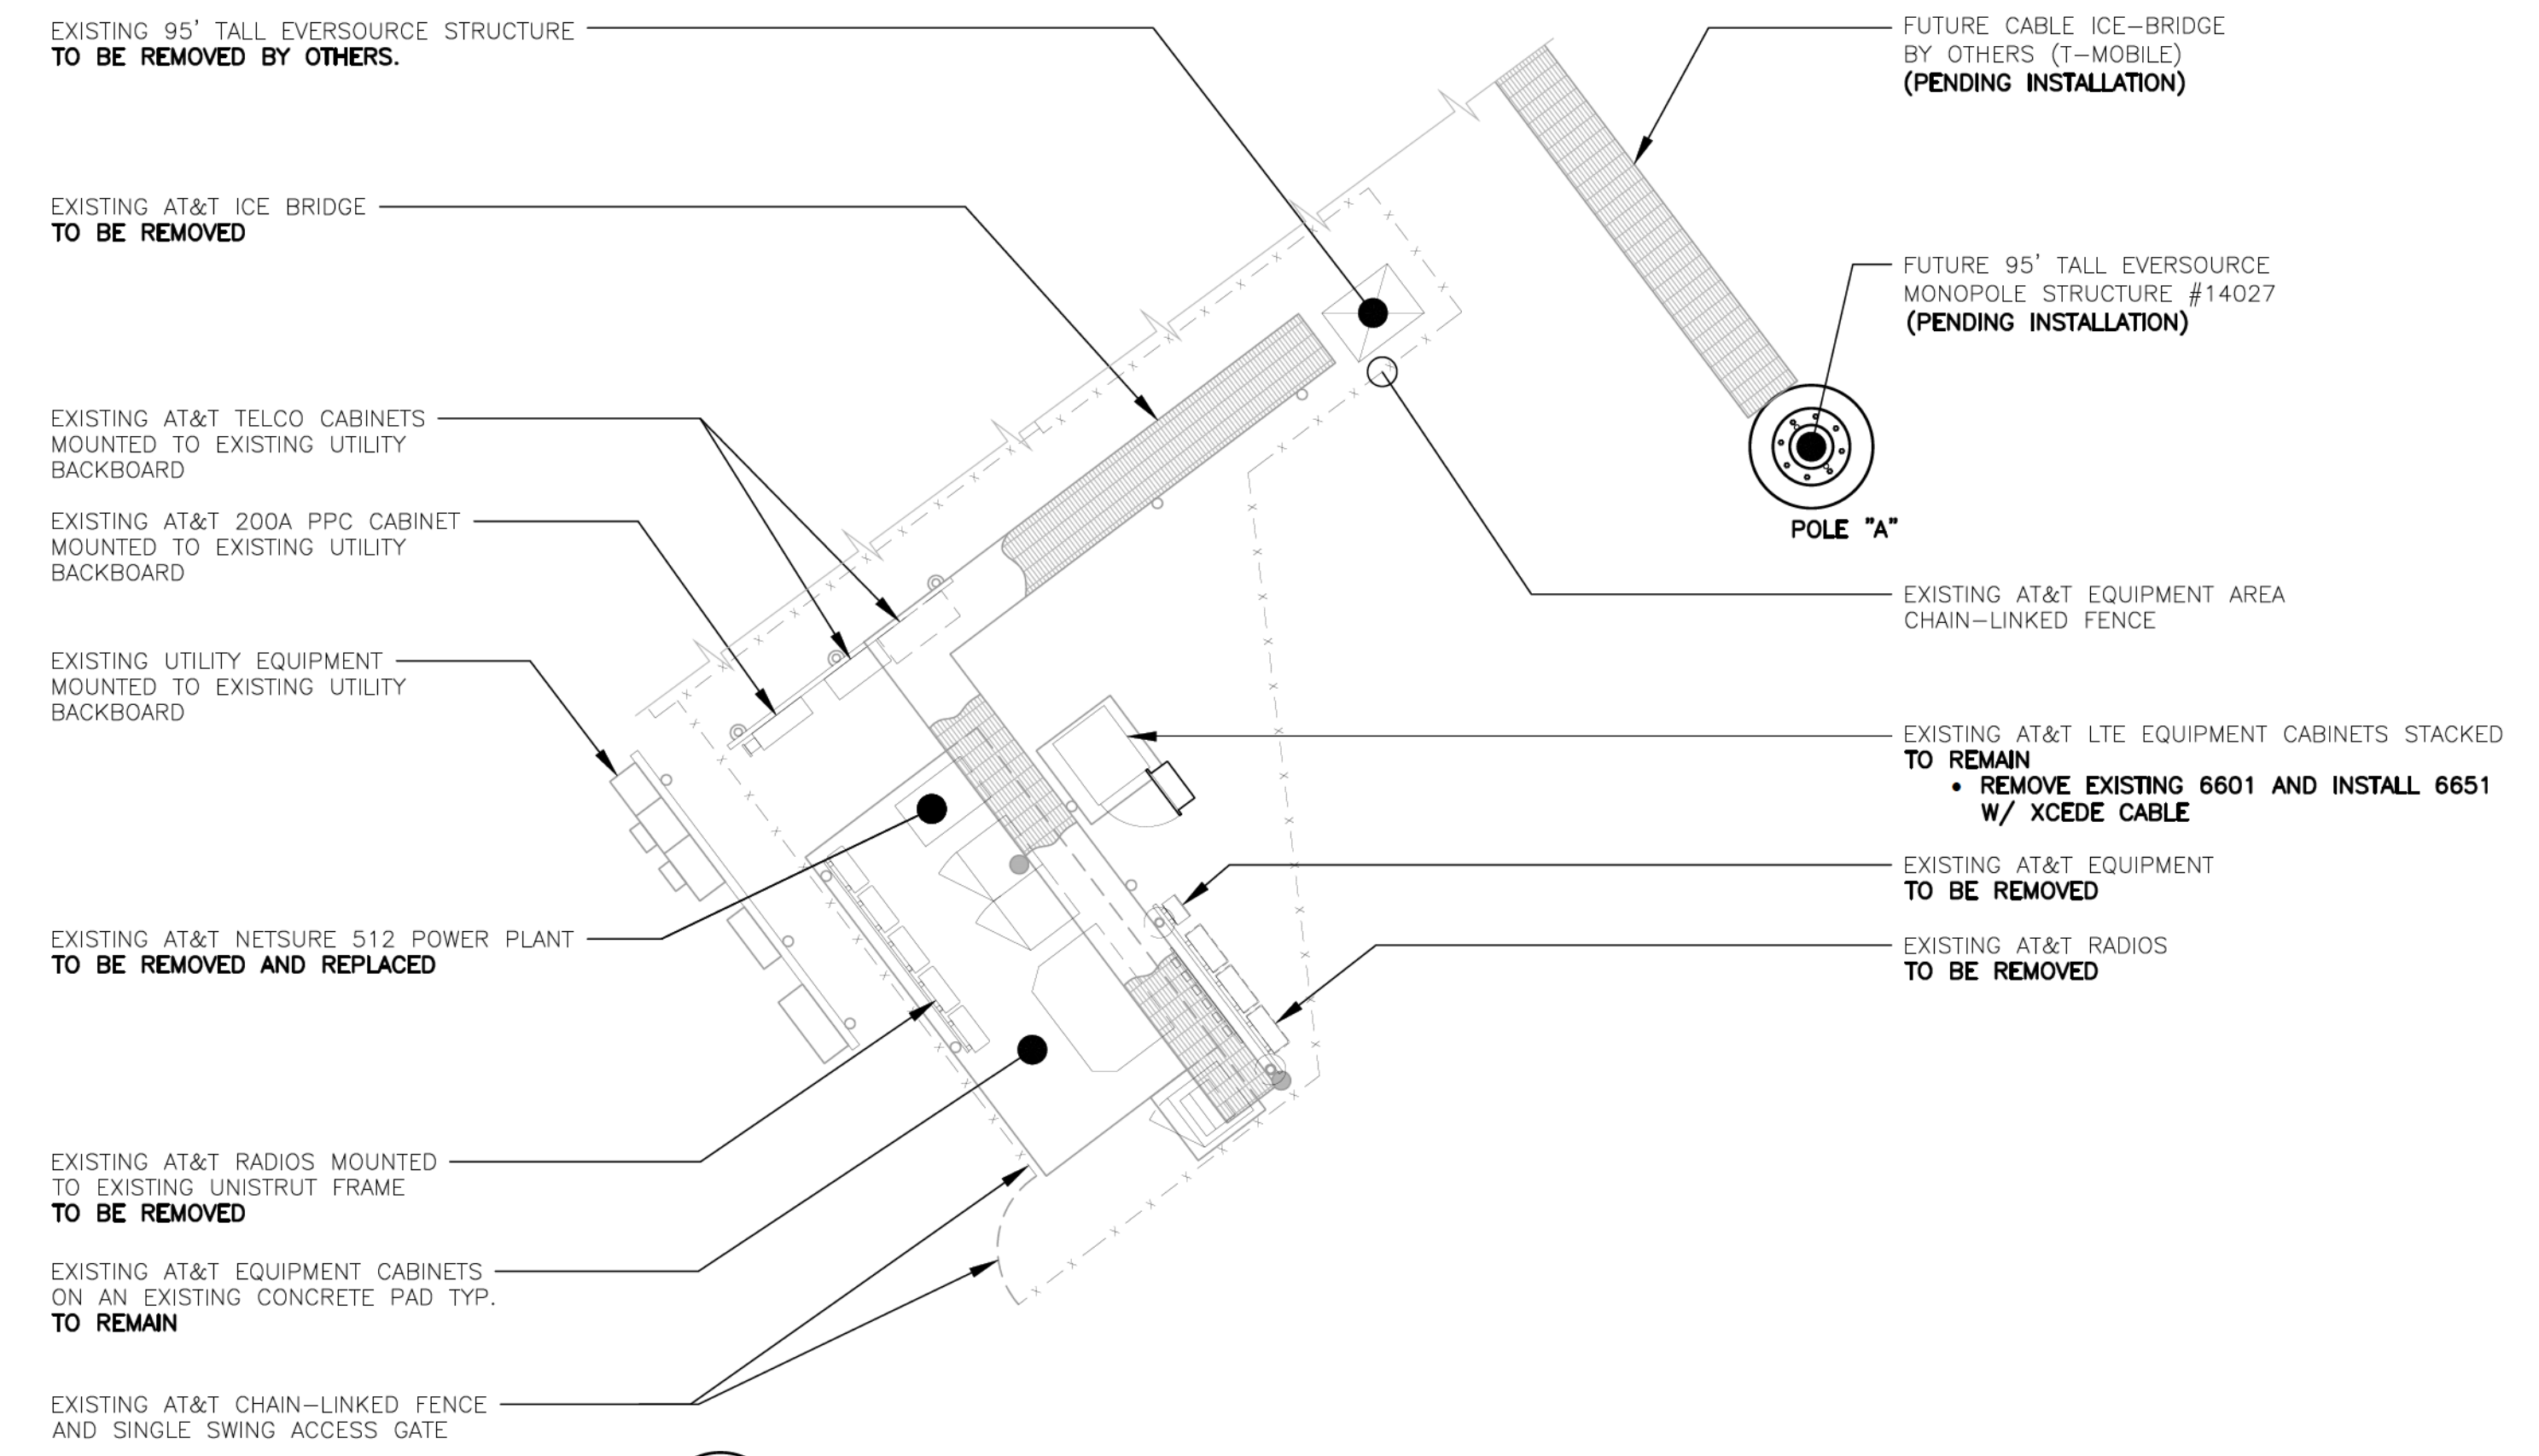 EXISTING 95' TALL EVERSOURCE STRUCTURE
TO BE REMOVED BY OTHERS.
EXISTING AT&T ICE BRIDGE
TO BE REMOVED
EXISTING AT&T TELCO CABINETS
MOUNTED TO EXISTING UTILITY
BACKBOARD
EXISTING AT&T 200A PPC CABINET
MOUNTED TO EXISTING UTILITY
BACKBOARD
EXISTING UTILITY EQUIPMENT
MOUNTED TO EXISTING UTILITY
BACKBOARD
EXISTING AT&T NETSURE 512 POWER PLANT
TO BE REMOVED AND REPLACED
EXISTING AT&T RADIOS MOUNTED
TO EXISTING UNISTRUT FRAME
TO BE REMOVED
EXISTING AT&T EQUIPMENT CABINETS
ON AN EXISTING CONCRETE PAD TYP.
TO REMAIN
EXISTING AT&T CHAIN-LINKED FENCE
AND SINGLE SWING ACCESS GATE
FUTURE CABLE ICE-BRIDGE
BY OTHERS (T-MOBILE)
(PENDING INSTALLATION)
FUTURE 95' TALL EVERSOURCE
MONOPOLE STRUCTURE #14027
(PENDING INSTALLATION)
POLE "A"
EXISTING AT&T EQUIPMENT AREA
CHAIN-LINKED FENCE
EXISTING AT&T LTE EQUIPMENT CABINETS STACKED
TO REMAIN
• REMOVE EXISTING 6601 AND INSTALL 6651
W/ XCEDE CABLE
EXISTING AT&T EQUIPMENT
TO BE REMOVED
EXISTING AT&T RADIOS
TO BE REMOVED